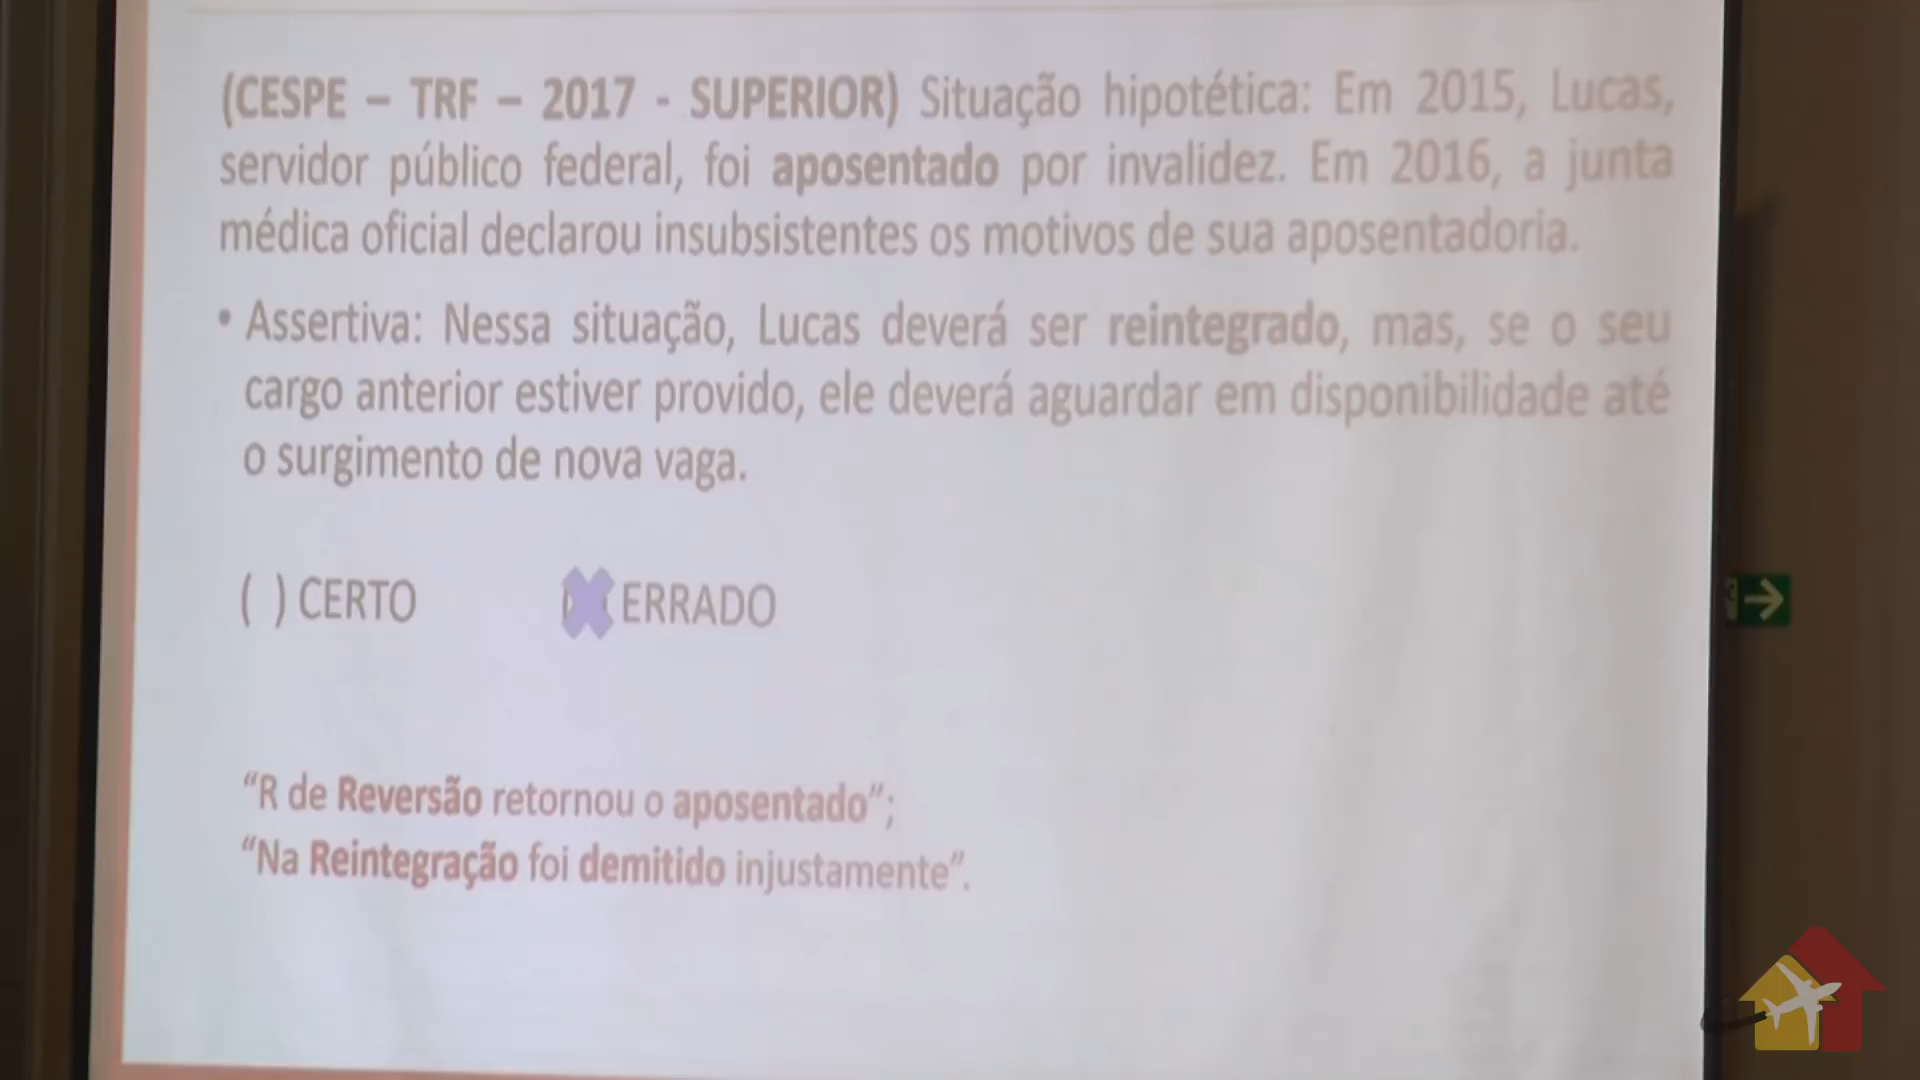 (CESPE – TRF – 2017 - SUPERIOR) Situação hipotética: Em 2015, Lucas,
servidor público federal, foi aposentado por invalidez. Em 2016, a junta
médica oficial declarou insubsistentes os motivos de sua aposentadoria.
• Assertiva: Nessa situação, Lucas deverá ser reintegrado, mas, se o seu
cargo anterior estiver provido, ele deverá aguardar em disponibilidade até
o surgimento de nova vaga.
( ) CERTO (X) ERRADO
“R de Reversão retornou o aposentado”;
“Na Reintegração foi demitido injustamente”.